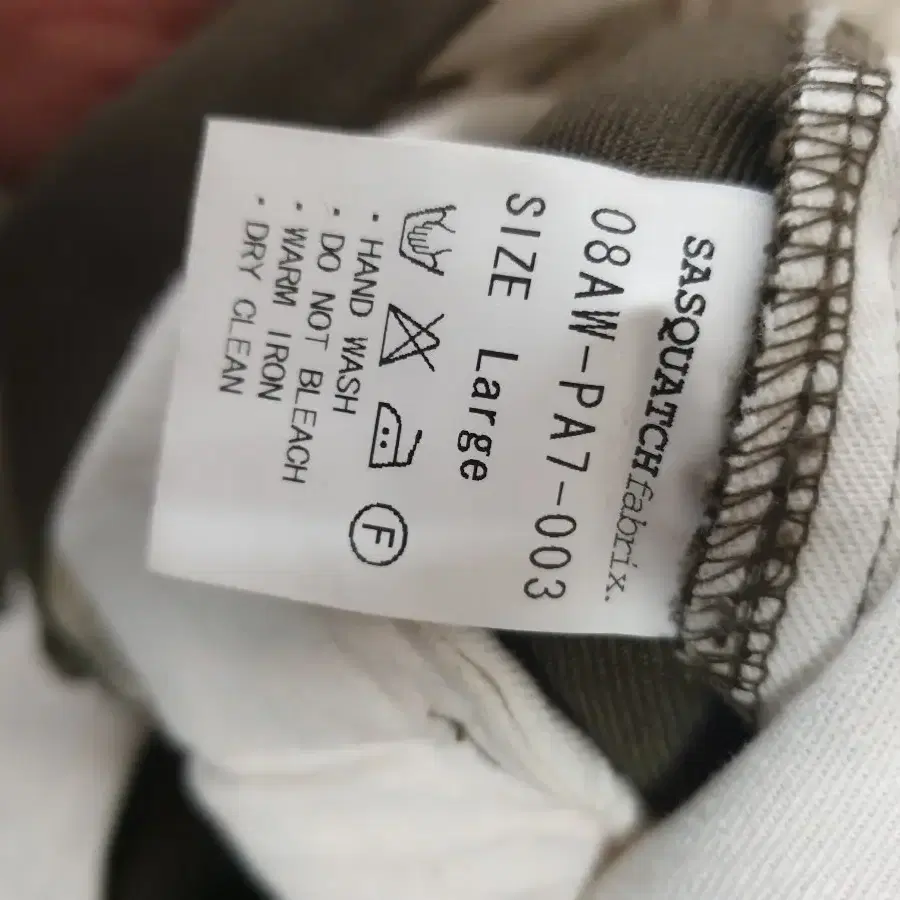 SASQUATCHfabrix.
08AW-PA7-003
SIZE Large
F
· HAND WASH
· DO NOT BLEACH
· WARM IRON
· DRY CLEAN